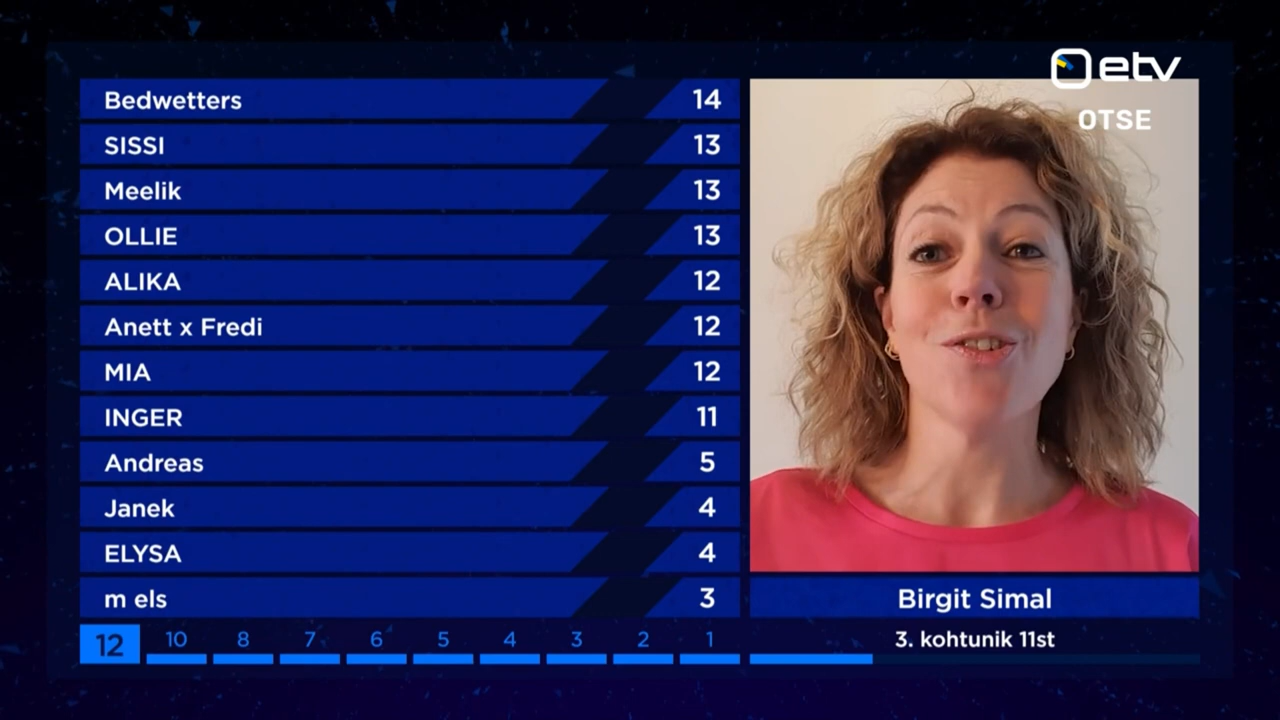 etv
OTSE
Bedwetters 14
SISSI 13
Meelik 13
OLLIE 13
ALIKA 12
Anett x Fredi 12
MIA 12
INGER 11
Andreas 5
Janek 4
ELYSA 4
m els 3
Birgit Simal
12 10 8 7 6 5 4 3 2 1
3. kohtunik 11st